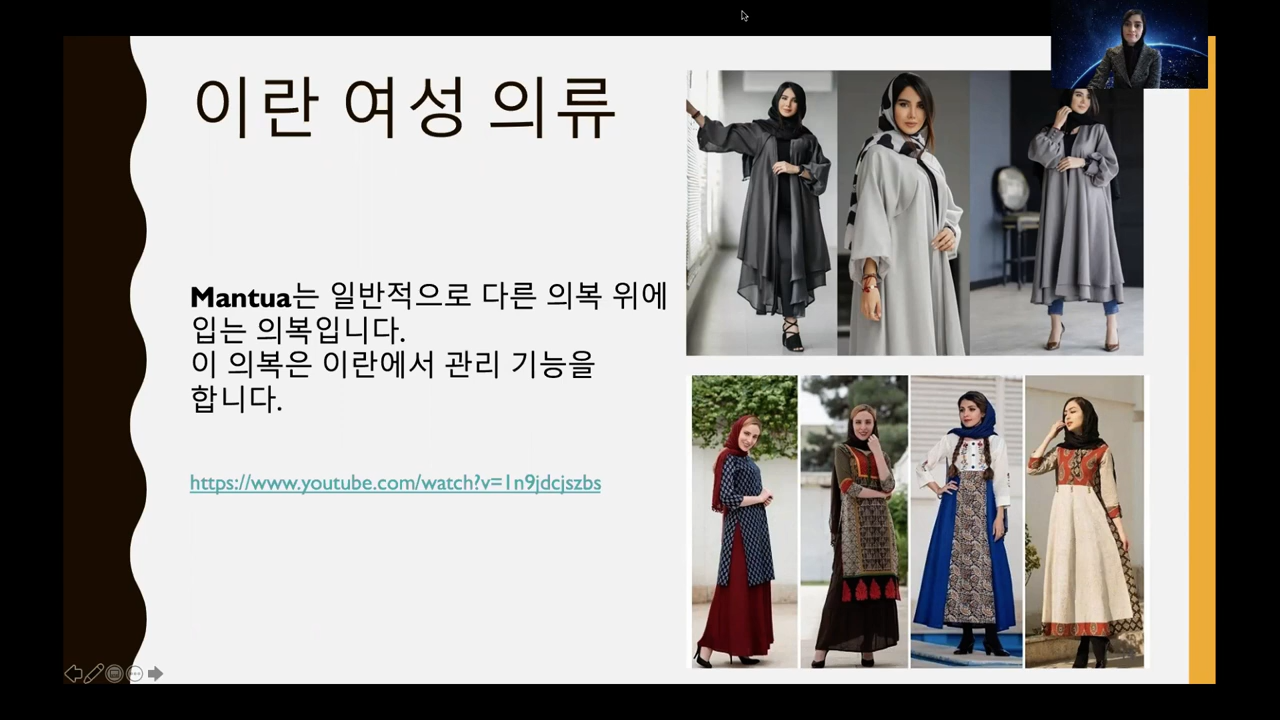 이란 여성 의류
Mantua는 일반적으로 다른 의복 위에
입는 의복입니다.
이 의복은 이란에서 관리 기능을
합니다.
https://www.youtube.com/watch?v=1n9jdcjszbs